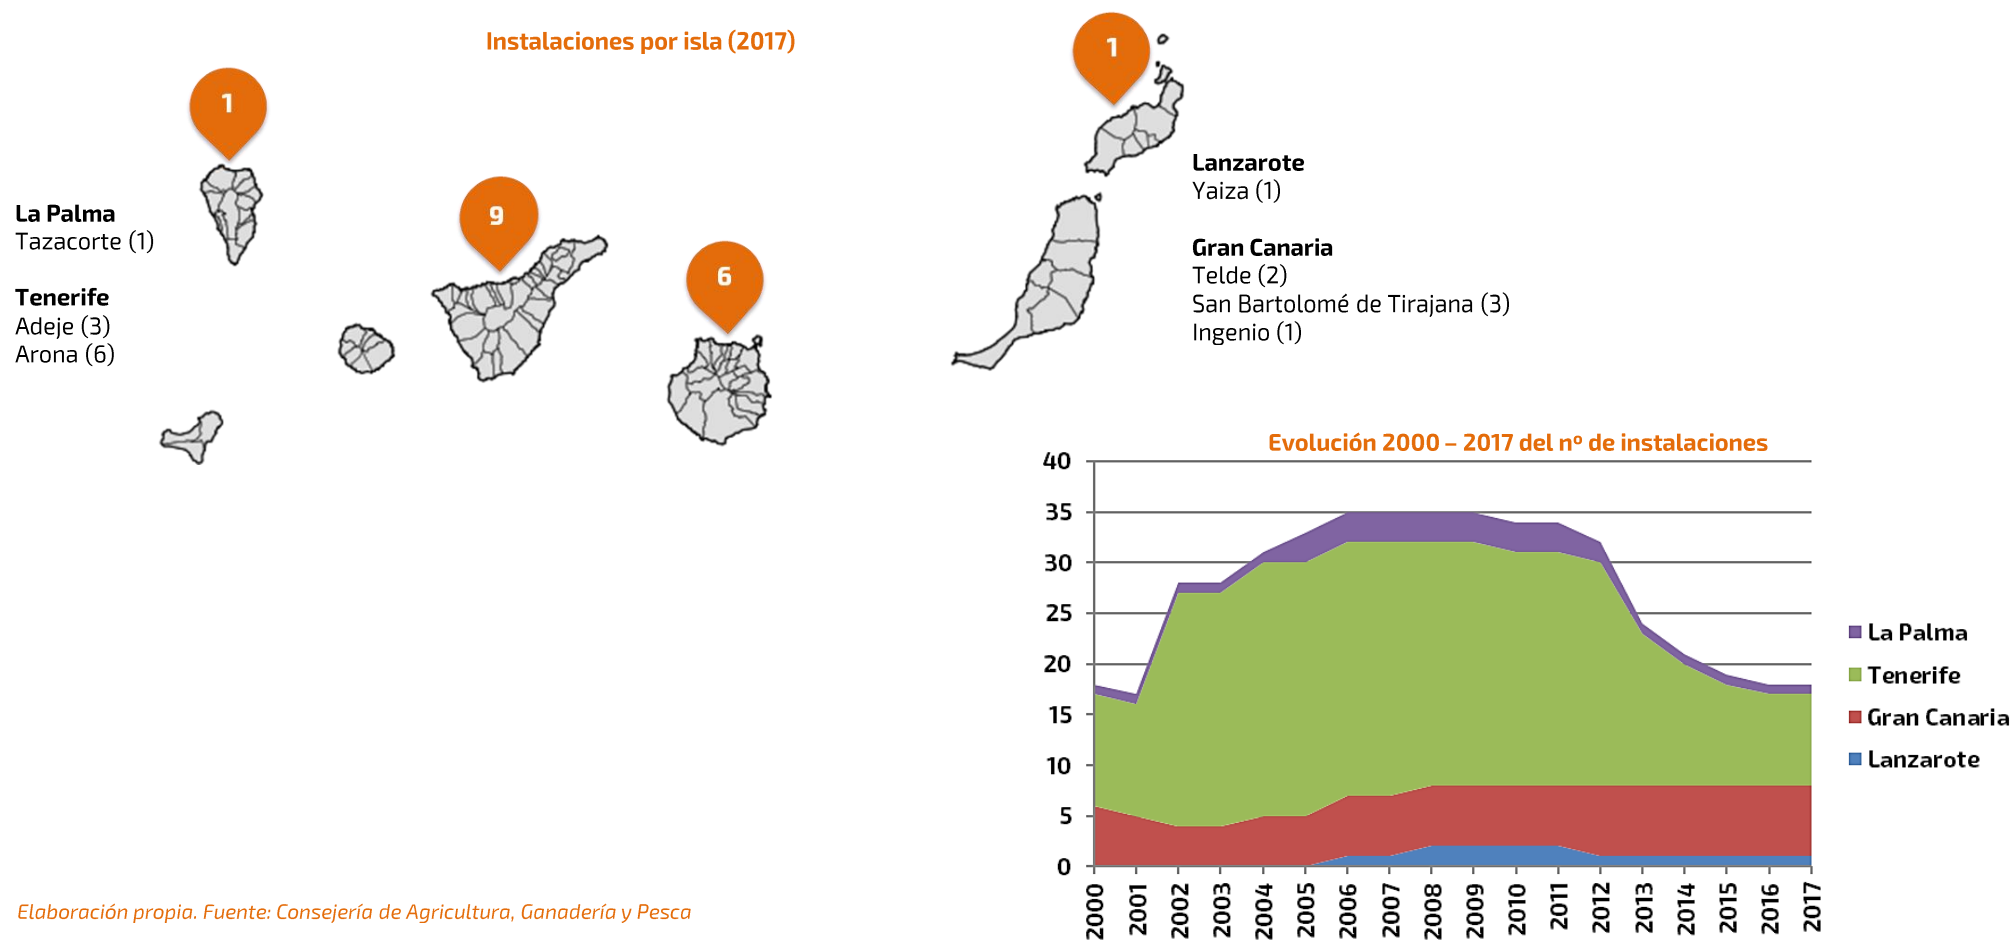 Instalaciones por isla (2017)
1
1
9
6
La Palma
Tazacorte (1)
Tenerife
Adeje (3)
Arona (6)
Lanzarote
Yaiza (1)
Gran Canaria
Telde (2)
San Bartolomé de Tirajana (3)
Ingenio (1)
Evolución 2000 – 2017 del nº de instalaciones
40
35
30
25
20
15
10
5
0
2000
2001
2002
2003
2004
2005
2006
2007
2008
2009
2010
2011
2012
2013
2014
2015
2016
2017
La Palma
Tenerife
Gran Canaria
Lanzarote
Elaboración propia. Fuente: Consejería de Agricultura, Ganadería y Pesca